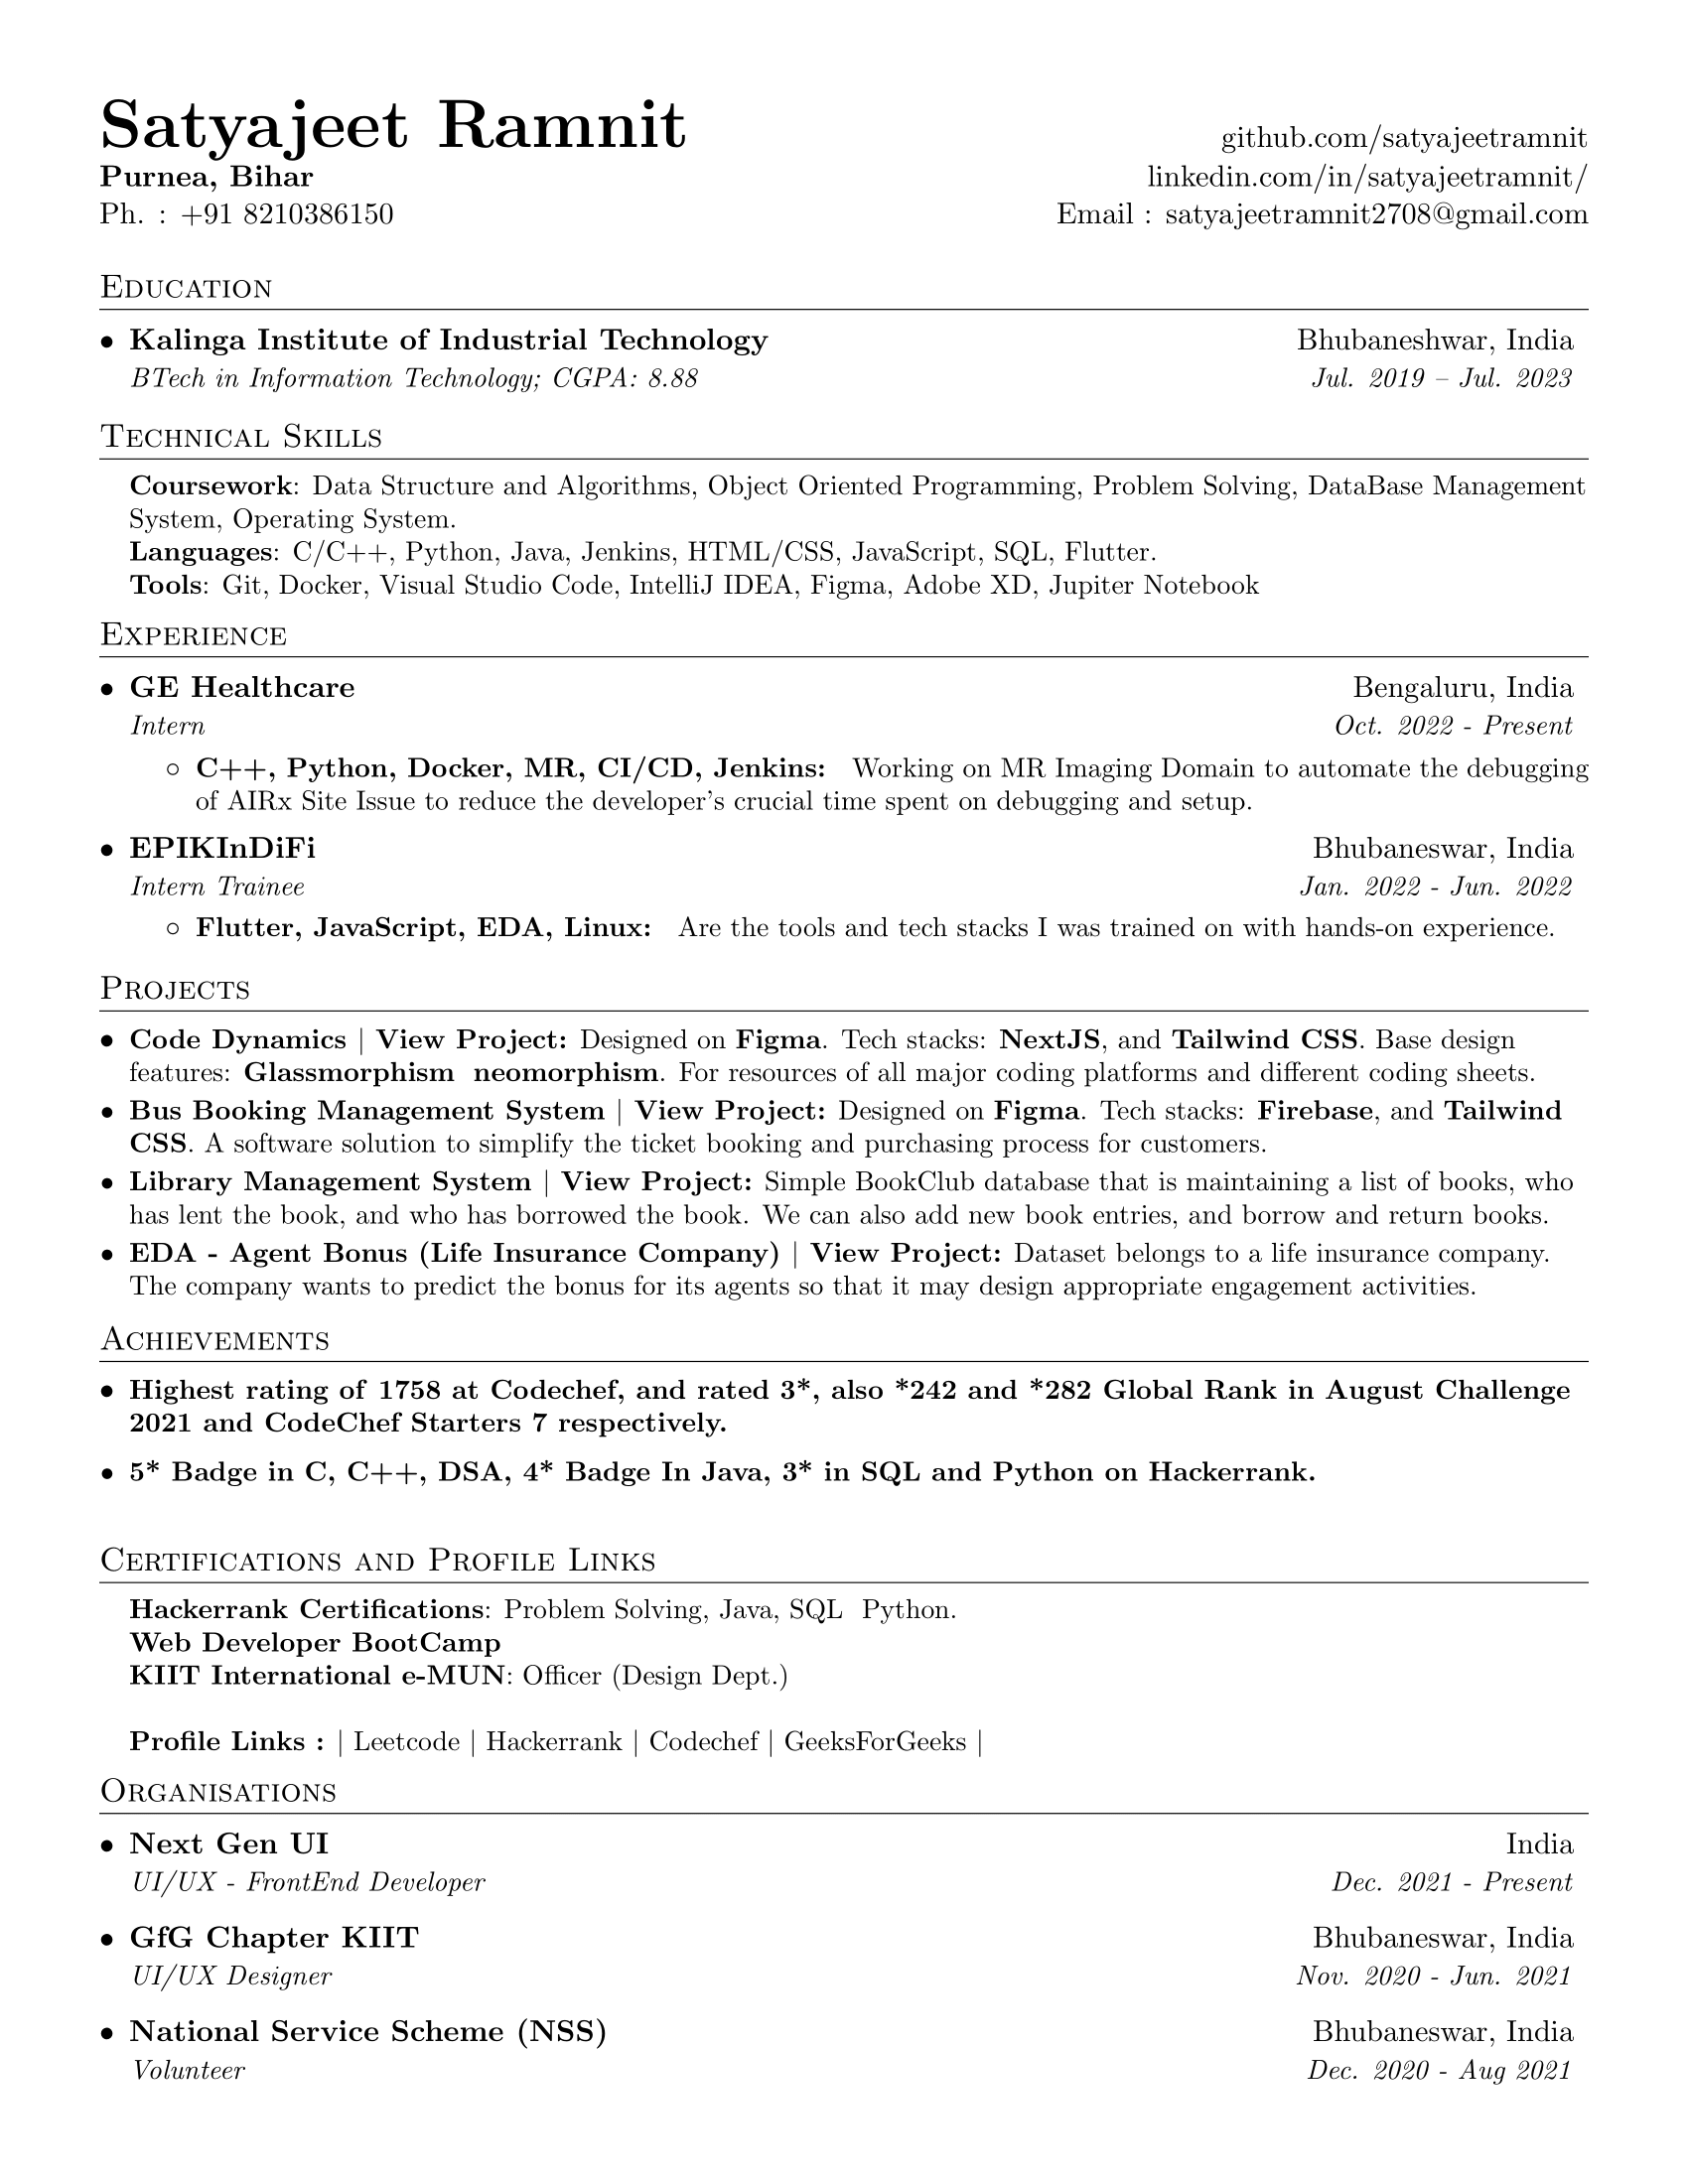 Satyajeet Ramnit
github.com/satyajeetramnit
Purnea, Bihar
linkedin.com/in/satyajeetramnit/
Ph. : +91 8210386150
Email : satyajeetramnit2708@gmail.com
Education
• Kalinga Institute of Industrial Technology
Bhubaneshwar, India
BTech in Information Technology; CGPA: 8.88
Jul. 2019 – Jul. 2023
Technical Skills
Coursework: Data Structure and Algorithms, Object Oriented Programming, Problem Solving, DataBase Management
System, Operating System.
Languages: C/C++, Python, Java, Jenkins, HTML/CSS, JavaScript, SQL, Flutter.
Tools: Git, Docker, Visual Studio Code, IntelliJ IDEA, Figma, Adobe XD, Jupiter Notebook
Experience
• GE Healthcare
Bengaluru, India
Intern
Oct. 2022 - Present
◦ C++, Python, Docker, MR, CI/CD, Jenkins: Working on MR Imaging Domain to automate the debugging
of AIRx Site Issue to reduce the developer's crucial time spent on debugging and setup.
• EPIKInDiFi
Bhubaneswar, India
Intern Trainee
Jan. 2022 - Jun. 2022
◦ Flutter, JavaScript, EDA, Linux: Are the tools and tech stacks I was trained on with hands-on experience.
Projects
• Code Dynamics | View Project: Designed on Figma. Tech stacks: NextJS, and Tailwind CSS. Base design
features: Glassmorphism neomorphism. For resources of all major coding platforms and different coding sheets.
• Bus Booking Management System | View Project: Designed on Figma. Tech stacks: Firebase, and Tailwind
CSS. A software solution to simplify the ticket booking and purchasing process for customers.
• Library Management System | View Project: Simple BookClub database that is maintaining a list of books, who
has lent the book, and who has borrowed the book. We can also add new book entries, and borrow and return books.
• EDA - Agent Bonus (Life Insurance Company) | View Project: Dataset belongs to a life insurance company.
The company wants to predict the bonus for its agents so that it may design appropriate engagement activities.
Achievements
• Highest rating of 1758 at Codechef, and rated 3*, also *242 and *282 Global Rank in August Challenge
2021 and CodeChef Starters 7 respectively.
• 5* Badge in C, C++, DSA, 4* Badge In Java, 3* in SQL and Python on Hackerrank.
Certifications and Profile Links
Hackerrank Certifications: Problem Solving, Java, SQL Python.
Web Developer BootCamp
KIIT International e-MUN: Officer (Design Dept.)
Profile Links : | Leetcode | Hackerrank | Codechef | GeeksForGeeks |
Organisations
• Next Gen UI
India
UI/UX - FrontEnd Developer
Dec. 2021 - Present
• GfG Chapter KIIT
Bhubaneswar, India
UI/UX Designer
Nov. 2020 - Jun. 2021
• National Service Scheme (NSS)
Bhubaneswar, India
Volunteer
Dec. 2020 - Aug 2021